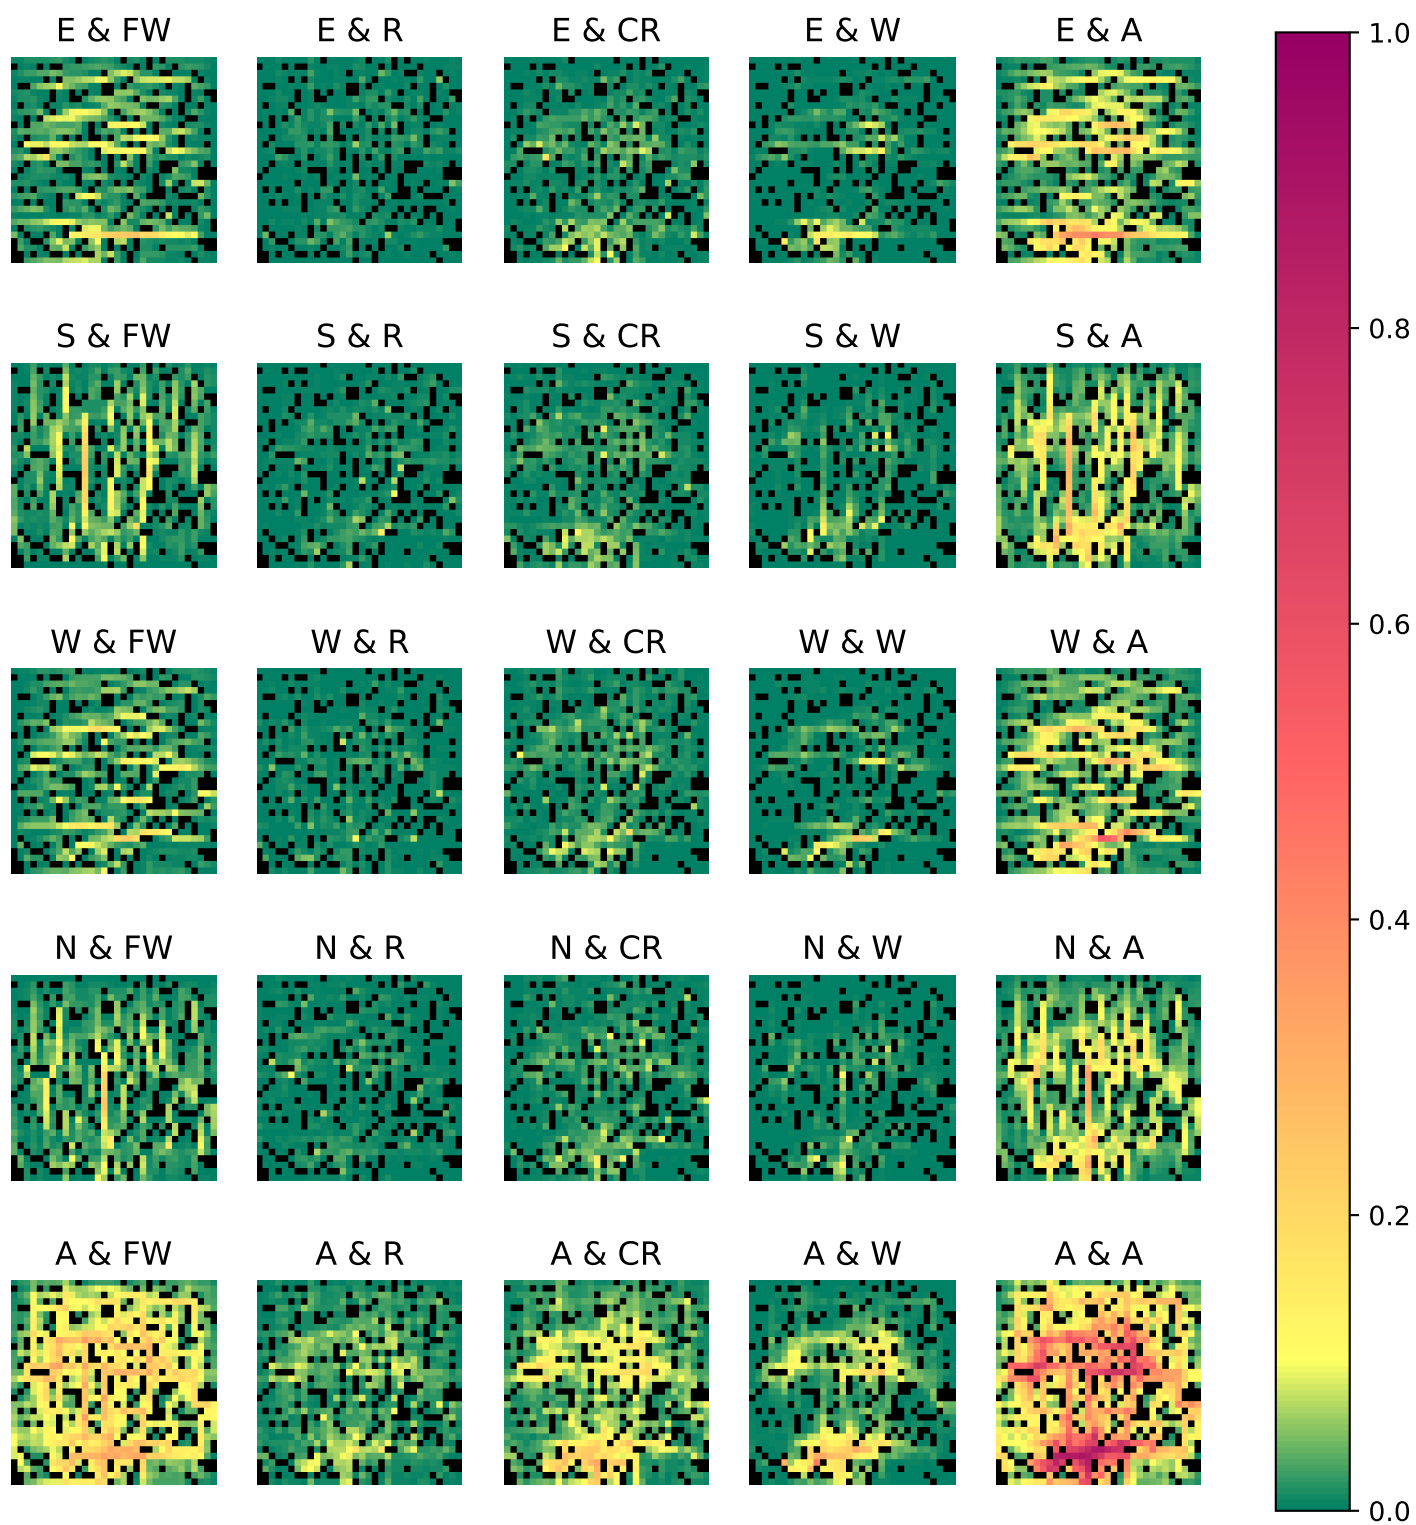 E & FW E & R E & CR E & W E & A
1.0
S & FW S & R S & CR S & W S & A
0.8
W & FW W & R W & CR W & W W & A
0.6
N & FW N & R N & CR N & W N & A
0.4
0.2
A & FW A & R A & CR A & W A & A
0.0